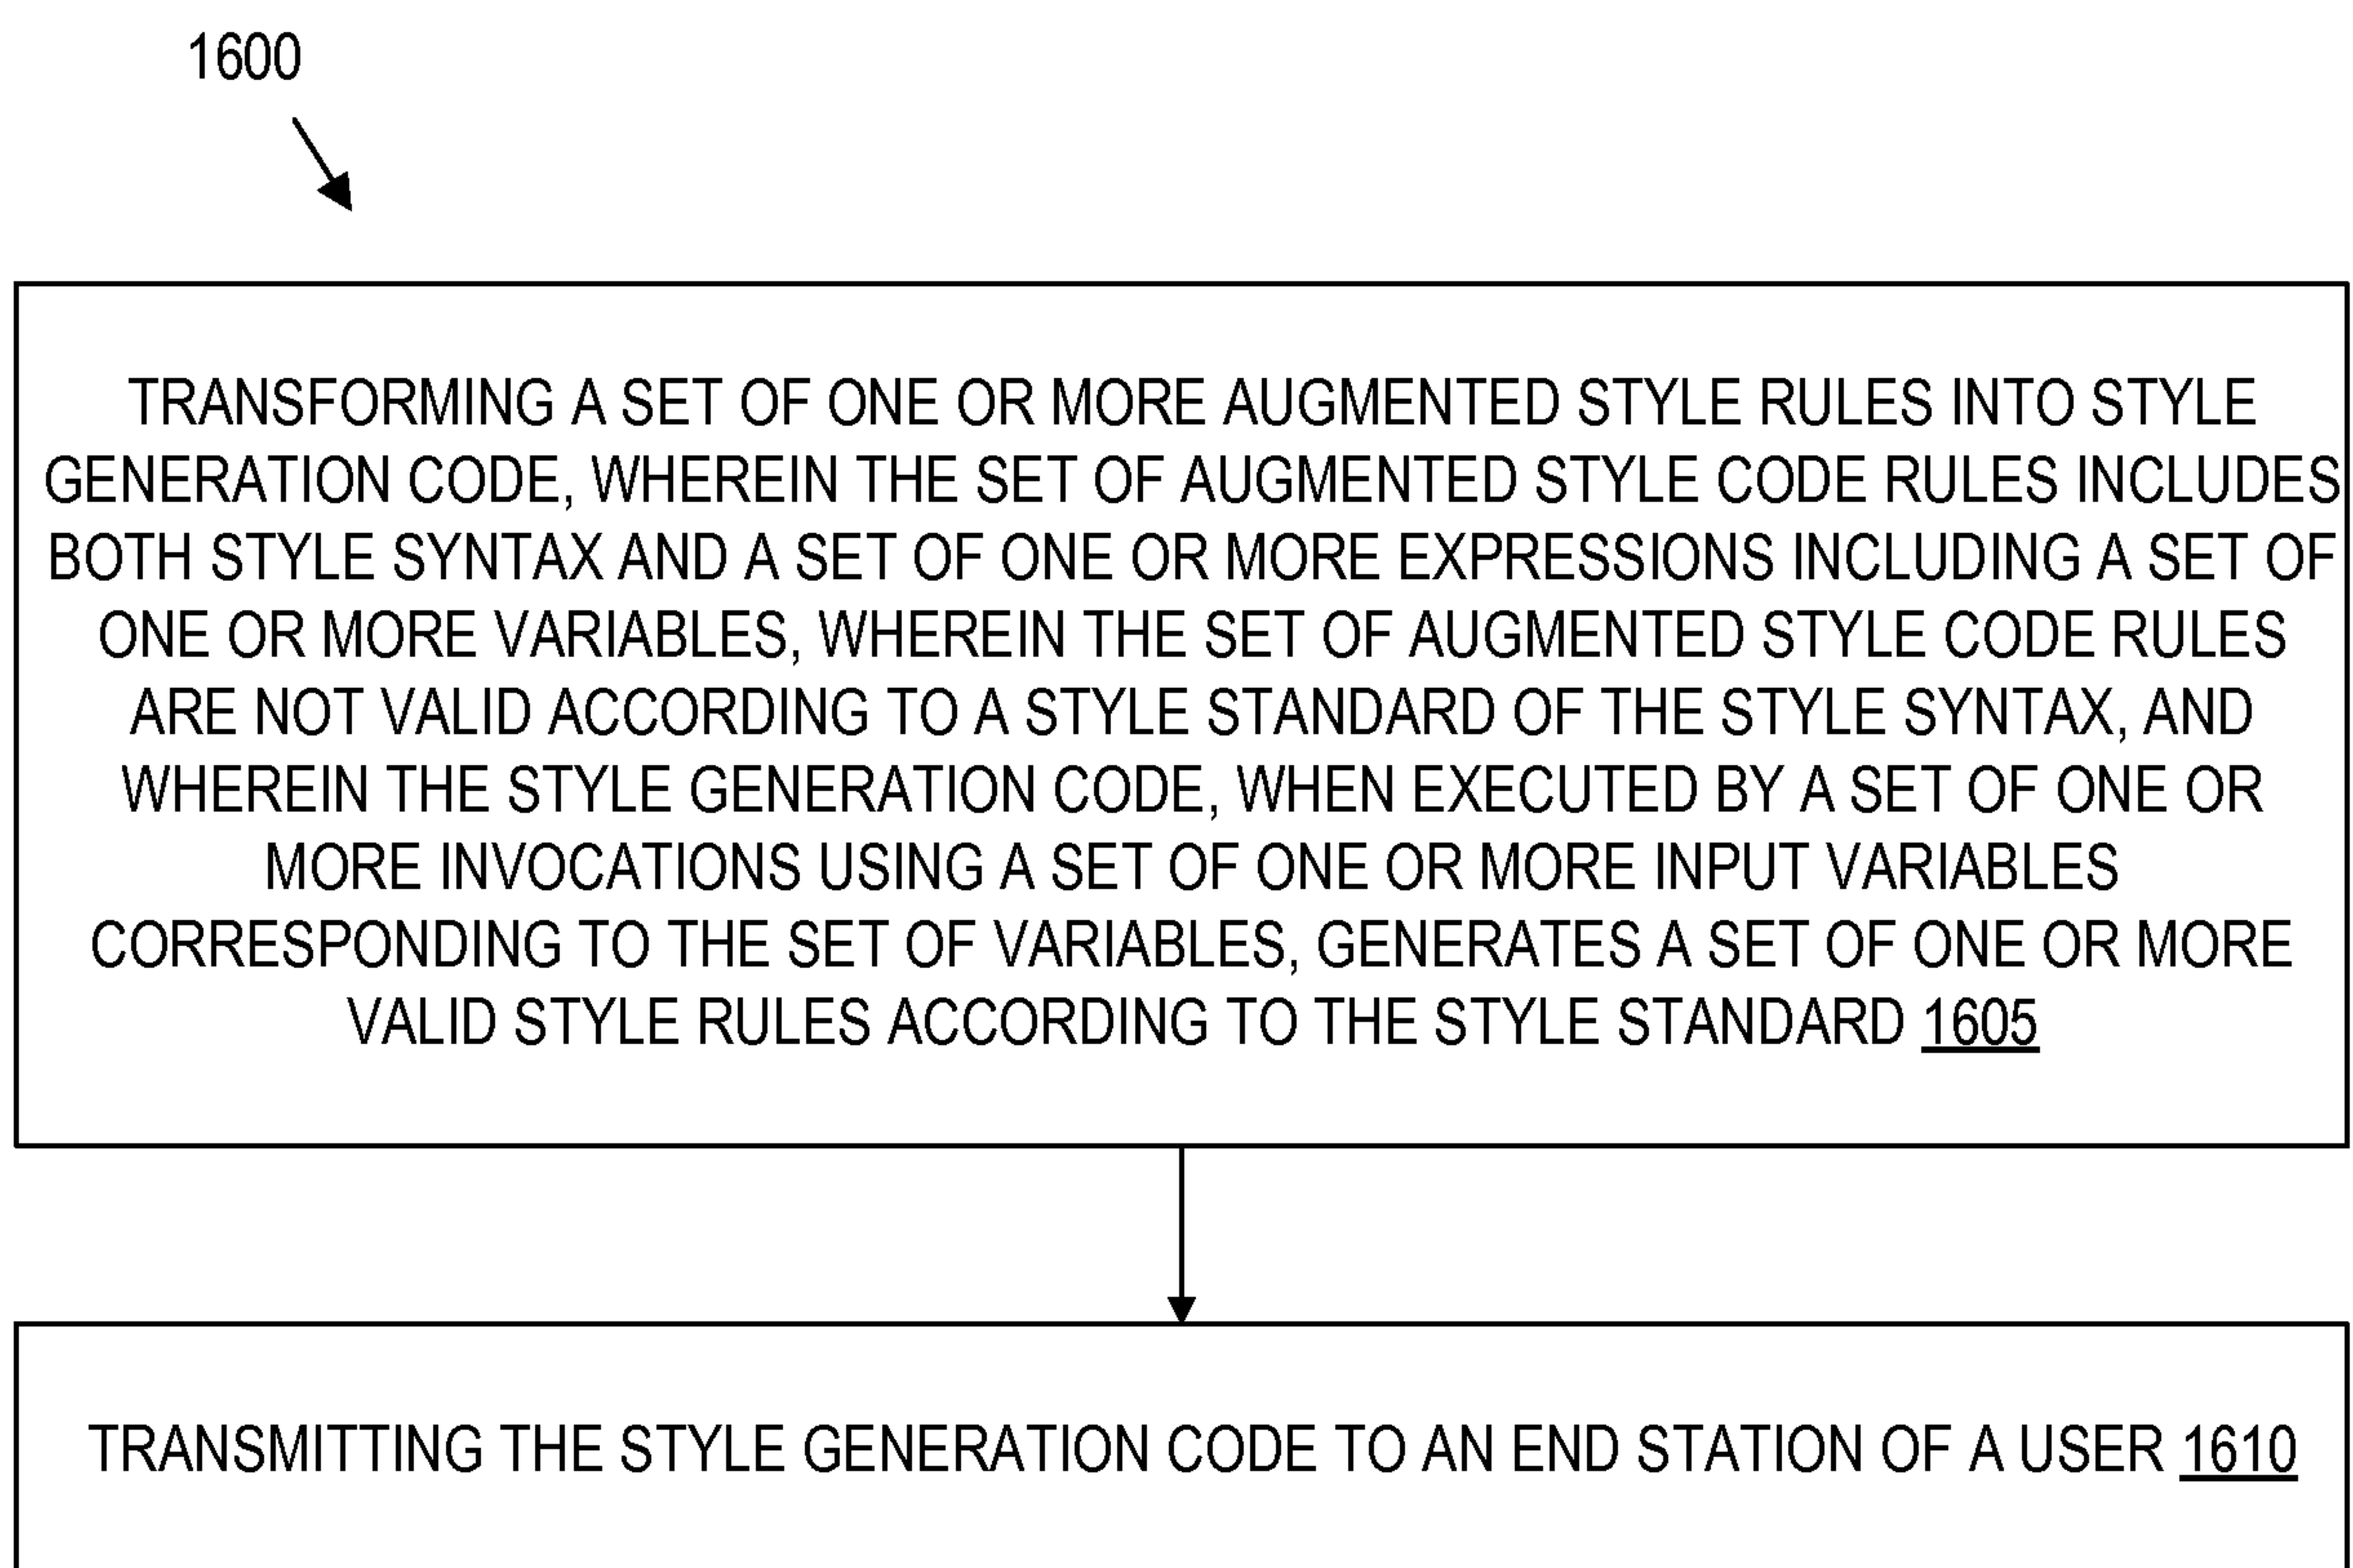 1600
TRANSFORMING A SET OF ONE OR MORE AUGMENTED STYLE RULES INTO STYLE
GENERATION CODE, WHEREIN THE SET OF AUGMENTED STYLE CODE RULES INCLUDES
BOTH STYLE SYNTAX AND A SET OF ONE OR MORE EXPRESSIONS INCLUDING A SET OF
ONE OR MORE VARIABLES, WHEREIN THE SET OF AUGMENTED STYLE CODE RULES
ARE NOT VALID ACCORDING TO A STYLE STANDARD OF THE STYLE SYNTAX, AND
WHEREIN THE STYLE GENERATION CODE, WHEN EXECUTED BY A SET OF ONE OR
MORE INVOCATIONS USING A SET OF ONE OR MORE INPUT VARIABLES
CORRESPONDING TO THE SET OF VARIABLES, GENERATES A SET OF ONE OR MORE
VALID STYLE RULES ACCORDING TO THE STYLE STANDARD 1605
TRANSMITTING THE STYLE GENERATION CODE TO AN END STATION OF A USER 1610